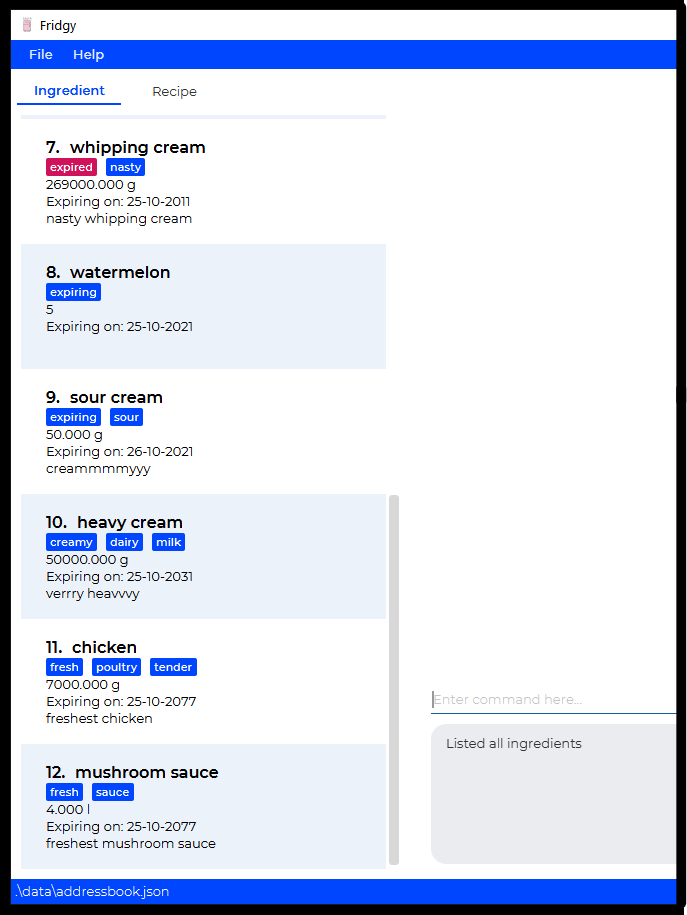 Fridgy
File Help
Ingredient Recipe
7. whipping cream
expired nasty
269000.000 g
Expiring on: 25-10-2011
nasty whipping cream
8. watermelon
expiring
5
Expiring on: 25-10-2021
9. sour cream
expiring sour
50.000 g
Expiring on: 26-10-2021
creammmmyyy
10. heavy cream
creamy dairy milk
50000.000 g
Expiring on: 25-10-2031
verrry heavvvy
11. chicken
fresh poultry tender
7000.000 g
Expiring on: 25-10-2077
freshest chicken
12. mushroom sauce
fresh sauce
4.000 l
Expiring on: 25-10-2077
freshest mushroom sauce
Enter command here...
Listed all ingredients
.\data\addressbook.json